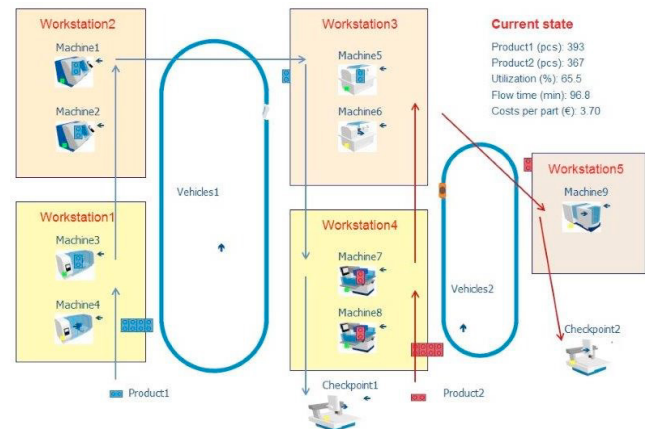 Workstation2
Machine1
Machine2
Workstation1
Machine3
Machine4
Product1
Vehicles1
Workstation3
Machine5
Machine6
Workstation4
Machine7
Machine8
Checkpoint1
Product2
Vehicles2
Current state
Product1 (pcs): 393
Product2 (pcs): 367
Utilization (%): 65.5
Flow time (min): 96.8
Costs per part (€): 3.70
Workstation5
Machine9
Checkpoint2